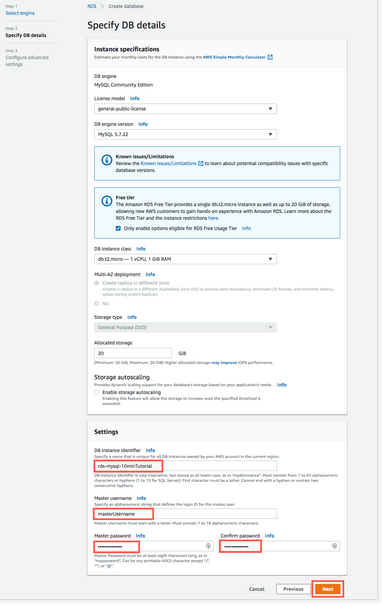 Step 1
Select engine
Step 2
Specify DB details
Step 3
Configure advanced
settings
RDS > Create database
Specify DB details
Instance specifications
Estimate your monthly costs for the DB Instance using the AWS Simple Monthly Calculator
DB engine
MySQL Community Edition
License model Info
general-public-license
DB engine version Info
MySQL 5.7.22
Known Issues/Limitations
Review the Known Issues/Limitations to learn about potential compatibility issues with specific
database versions.
Free tier
The Amazon RDS Free Tier provides a single db.t2.micro instance as well as up to 20 GiB of storage,
allowing new AWS customers to gain hands-on experience with Amazon RDS. Learn more about the
RDS Free Tier and the instance restrictions here.
Only enable options eligible for RDS Free Usage Tier Info
DB instance class Info
db.t2.micro — 1 vCPU, 1 GiB RAM
Multi-AZ deployment Info
Create replica in different zone
Creates a replica in a different Availability Zone (AZ) to provide data redundancy, eliminate I/O freezes, and minimize latency
spikes during system backups.
No
Storage type Info
General Purpose (SSD)
Allocated storage
20 GiB
(Minimum: 20 GiB, Maximum: 20 GiB) Higher allocated storage may improve IOPS performance.
Storage autoscaling
Provides dynamic scaling support for your database's storage based on your application's needs. Info
Enable storage autoscaling
Enabling this feature will allow the storage to increase once the specified threshold is
exceeded.
Settings
DB instance identifier Info
Specify a name that is unique for all DB instances owned by your AWS account in the current region.
rds-mysql-10minTutorial
DB instance identifier is case insensitive, but stored as all lower-case, as in "mydbinstance". Must contain from 1 to 63 alphanumeric
characters or hyphens (1 to 15 for SQL Server). First character must be a letter. Cannot end with a hyphen or contain two
consecutive hyphens.
Master username Info
Specify an alphanumeric string that defines the login ID for the master user.
masterUsername
Master Username must start with a letter. Must contain 1 to 16 alphanumeric characters.
Master password Info Confirm password Info
Master Password must be at least eight characters long, as in
"mypassword". Can be any printable ASCII character except "/",
""", or "@".
Cancel Previous Next